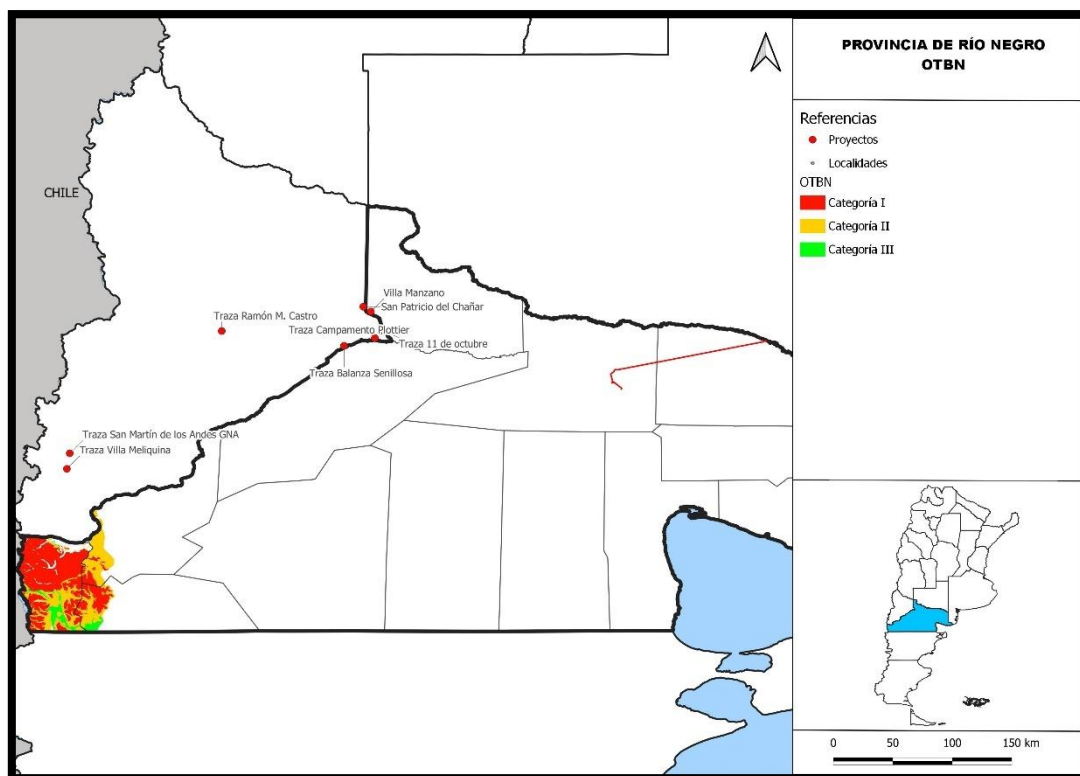 PROVINCIA DE RÍO NEGRO
OTBN
Referencias
Proyectos
Localidades
OTBN
Categoría I
Categoría II
Categoría III
CHILE
Villa Manzano
San Patricio del Chañar
Traza Ramón M. Castro
Traza Campamento Plottier
Traza 11 de octubre
Traza Balanza Senillosa
Traza San Martín de los Andes GNA
Traza Villa Meliquina
0 50 100 150 km